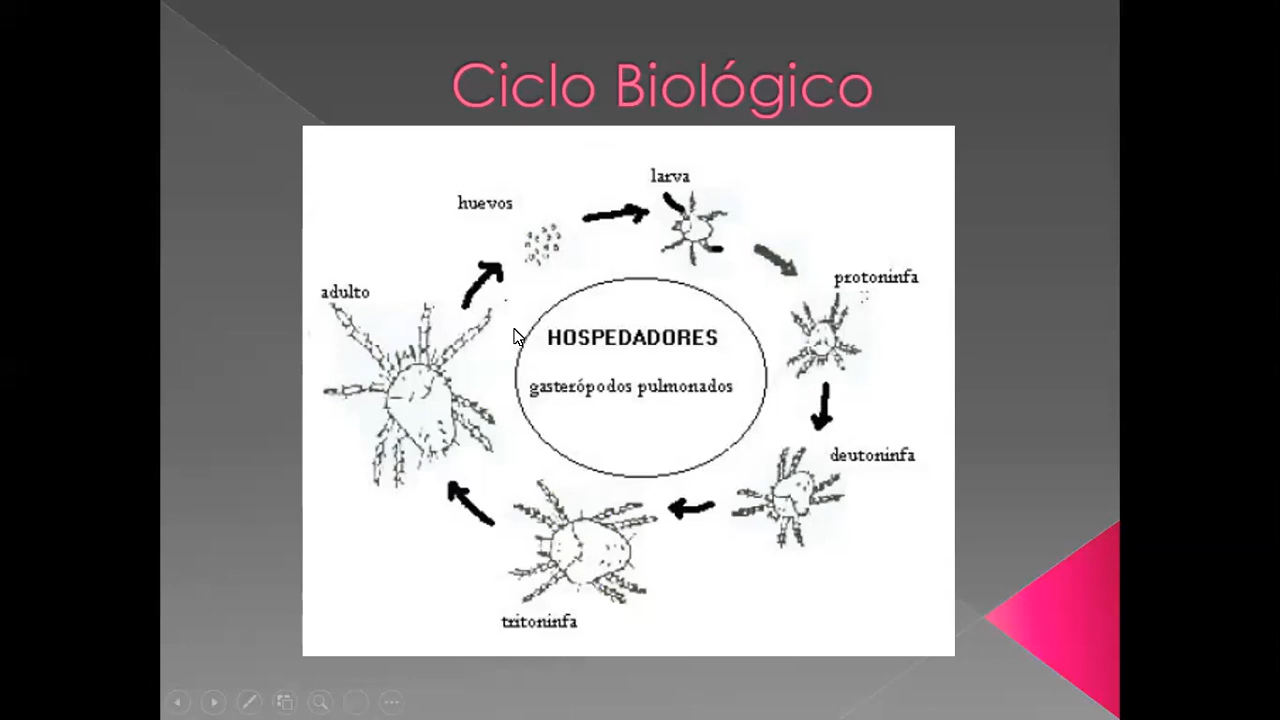 Ciclo Biológico
larva
huevos
protoninfa
adulto
HOSPEDADORES
gasterópodos pulmonados
deutoninfa
tritoninfa